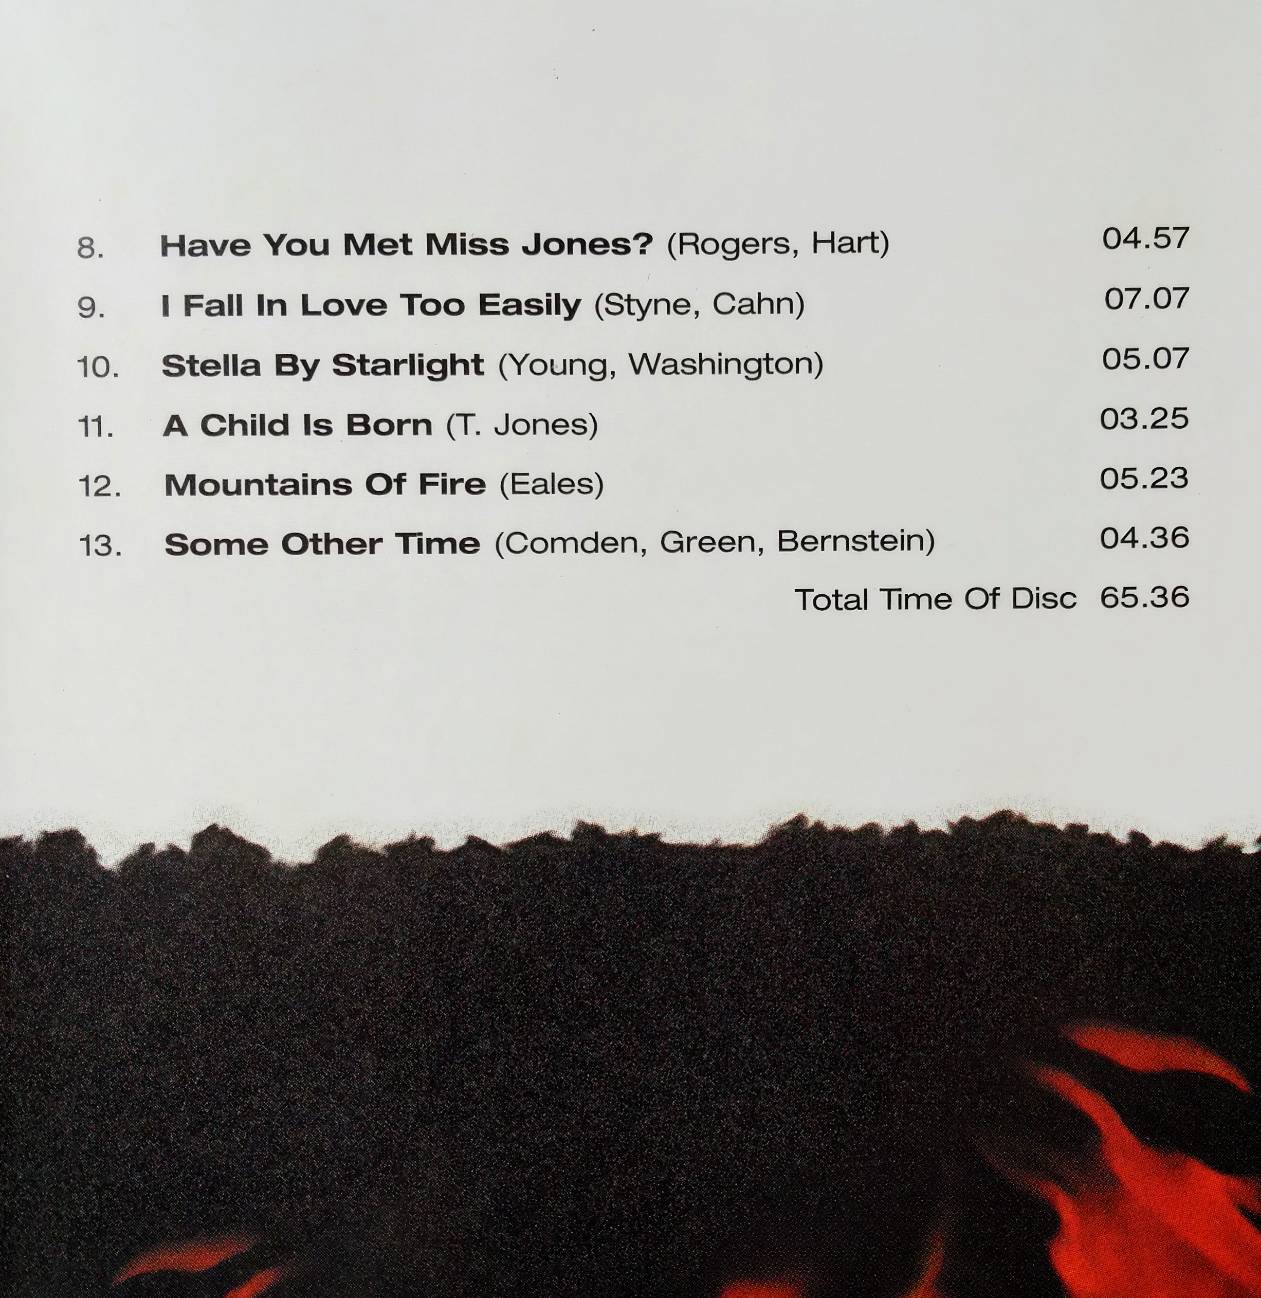 8. Have You Met Miss Jones? (Rogers, Hart) 04.57
9. I Fall In Love Too Easily (Styne, Cahn) 07.07
10. Stella By Starlight (Young, Washington) 05.07
11. A Child Is Born (T. Jones) 03.25
12. Mountains Of Fire (Eales) 05.23
13. Some Other Time (Comden, Green, Bernstein) 04.36
Total Time Of Disc 65.36